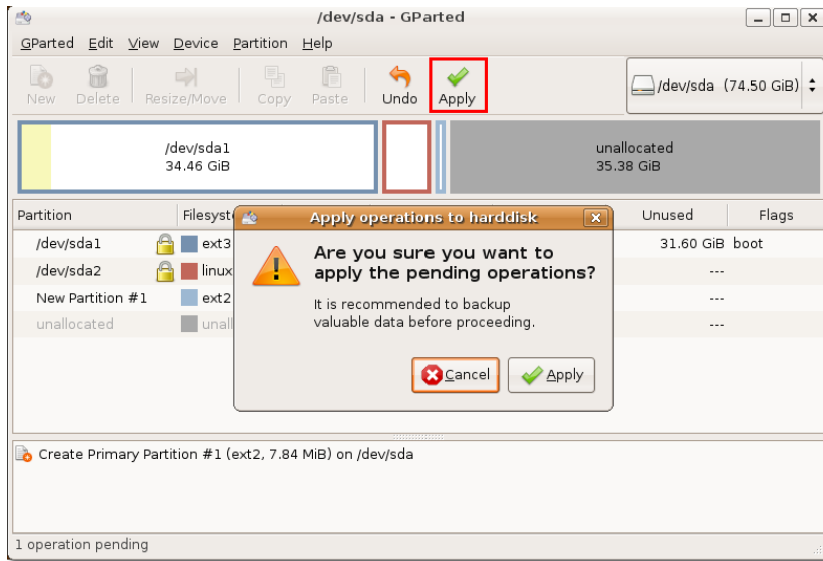 /dev/sda - GParted
GParted Edit View Device Partition Help
New Delete Resize/Move Copy Paste Undo Apply
/dev/sda (74.50 GiB)
/dev/sda1
34.46 GiB
unallocated
35.38 GiB
Partition Filesyst Unused Flags
/dev/sda1 ext3 31.60 GiB boot
/dev/sda2 linux ---
New Partition #1 ext2 ---
unallocated unall ---
Apply operations to harddisk
Are you sure you want to
apply the pending operations?
It is recommended to backup
valuable data before proceeding.
Cancel Apply
Create Primary Partition #1 (ext2, 7.84 MiB) on /dev/sda
1 operation pending